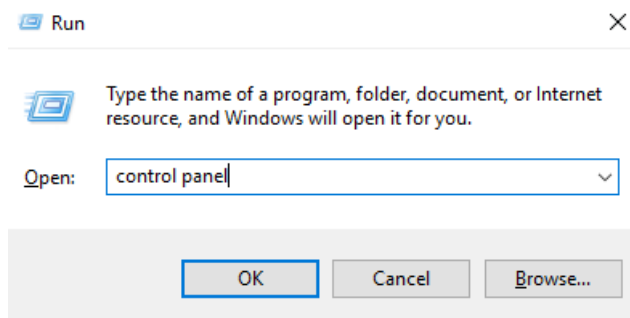 Run
Type the name of a program, folder, document, or Internet
resource, and Windows will open it for you.
Open: control panel
OK Cancel Browse...